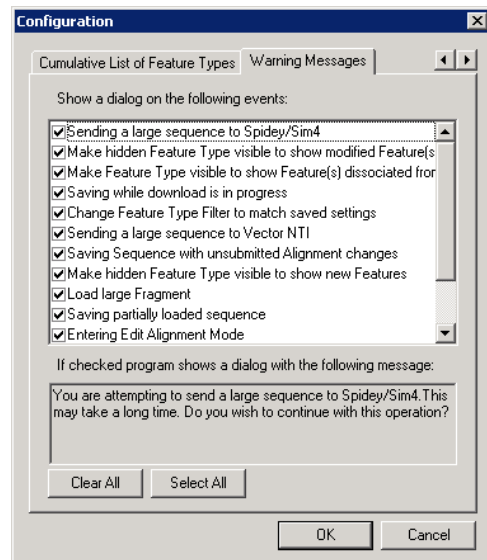 Configuration
Cumulative List of Feature Types
Warning Messages
Show a dialog on the following events:
Sending a large sequence to Spidey/Sim4
Make hidden Feature Type visible to show modified Feature(s
Make Feature Type visible to show Feature(s) dissociated fror
Saving while download is in progress
Change Feature Type Filter to match saved settings
Sending a large sequence to Vector NTI
Saving Sequence with unsubmitted Alignment changes
Make hidden Feature Type visible to show new Features
Load large Fragment
Saving partially loaded sequence
Entering Edit Alignment Mode
If checked program shows a dialog with the following message:
You are attempting to send a large sequence to Spidey/Sim4.This
may take a long time. Do you wish to continue with this operation?
Clear All
Select All
OK
Cancel